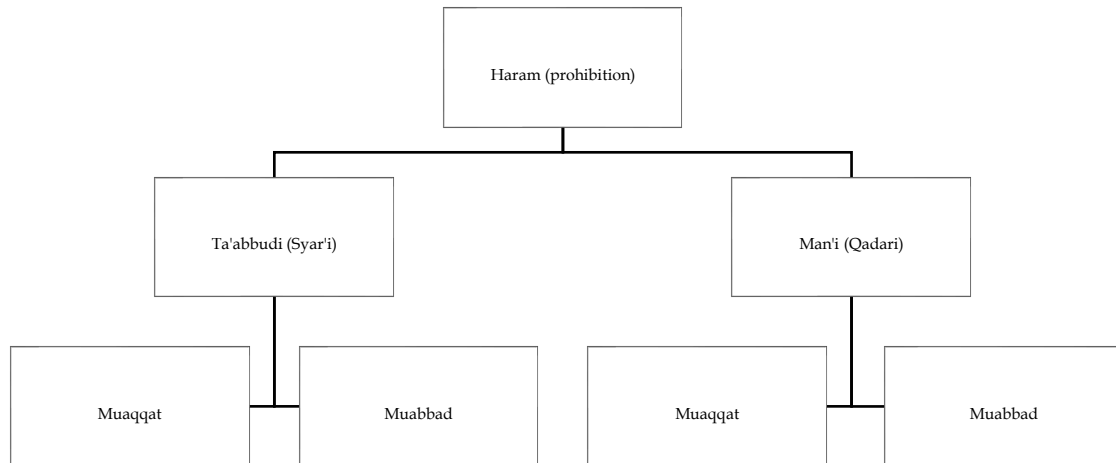 Haram (prohibition)
Ta'abbudi (Syar'i)
Man'i (Qadari)
Muaqqat
Muabbad
Muaqqat
Muabbad